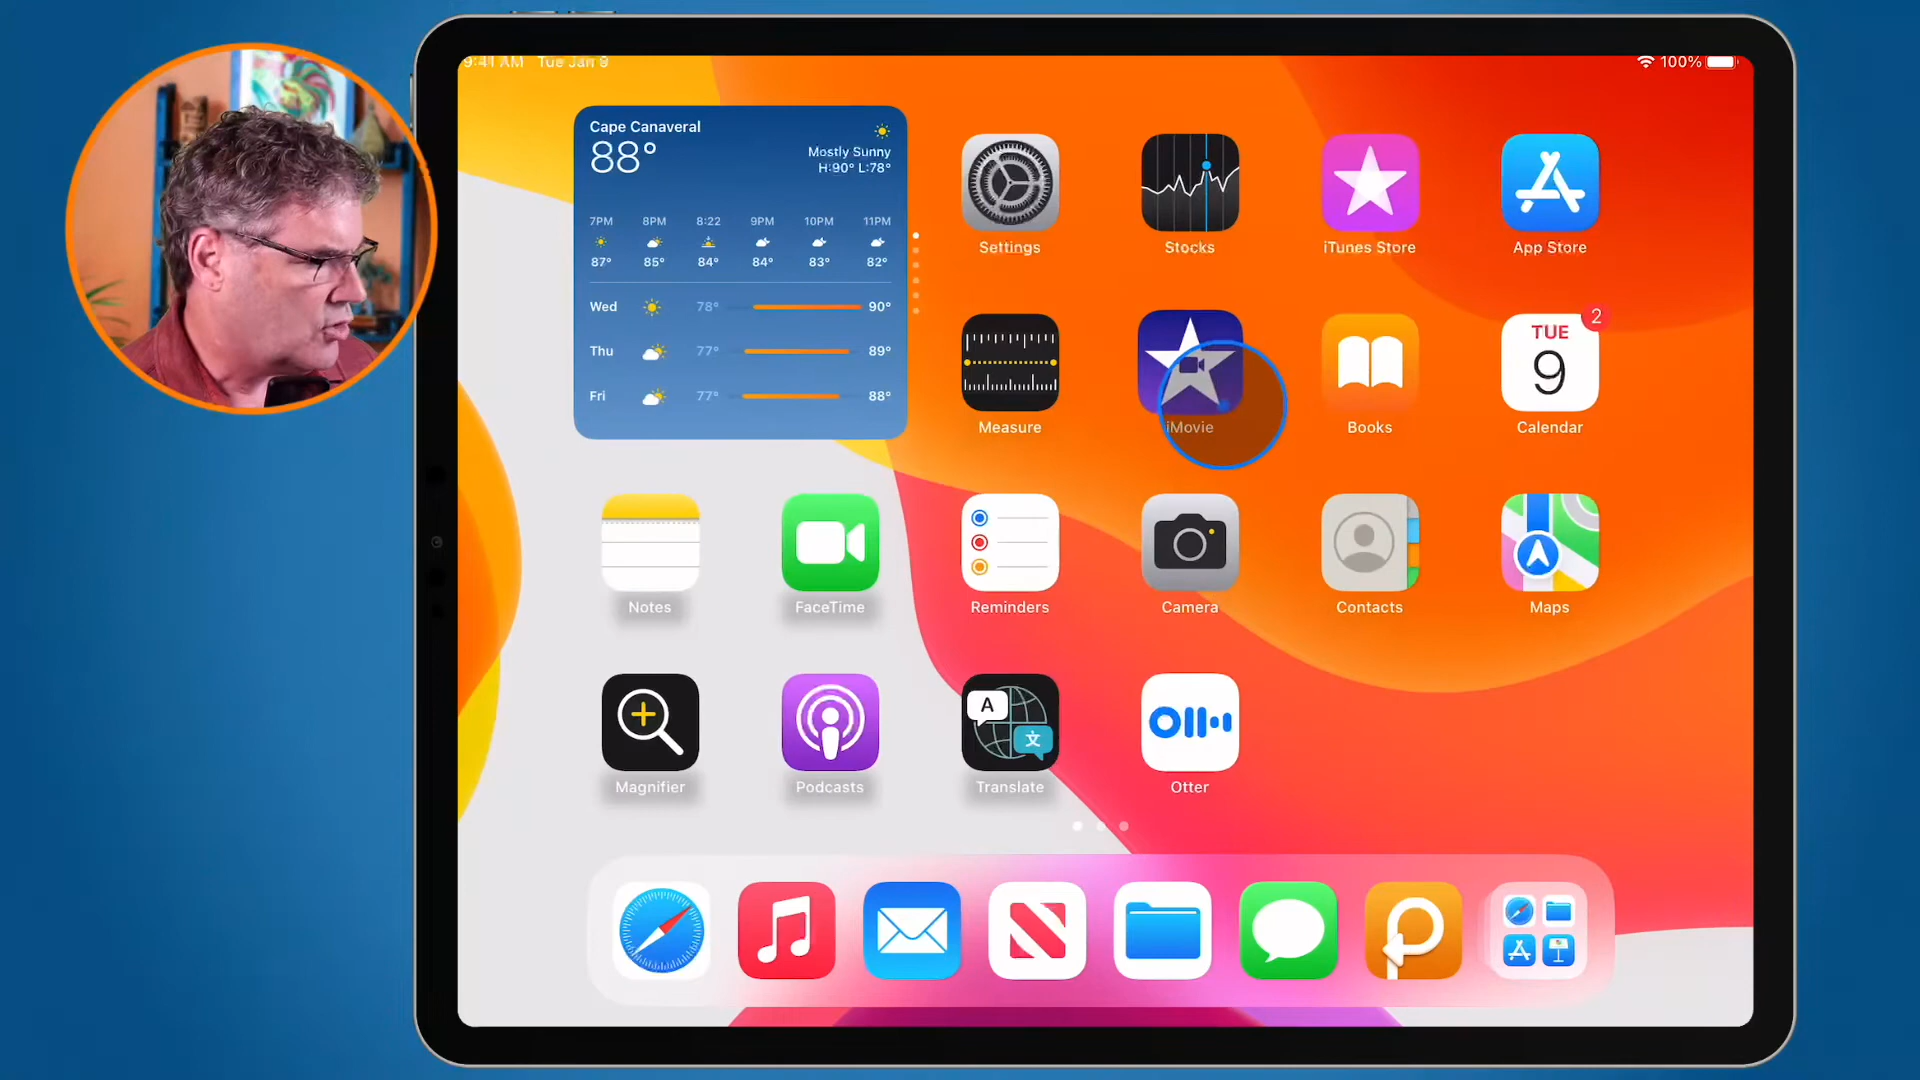 9:41 AM Tue Jan 9
100%
Cape Canaveral
88°
Mostly Sunny
H:90° L:78°
7PM 8PM 8:22 9PM 10PM 11PM
87° 85° 84° 84° 83° 82°
Wed 78° 90°
Thu 77° 89°
Fri 77° 88°
Settings
Stocks
iTunes Store
App Store
Measure
iMovie
Books
TUE
9
2
Calendar
Notes
FaceTime
Reminders
Camera
Contacts
Maps
Magnifier
Podcasts
A
文
Translate
Otter